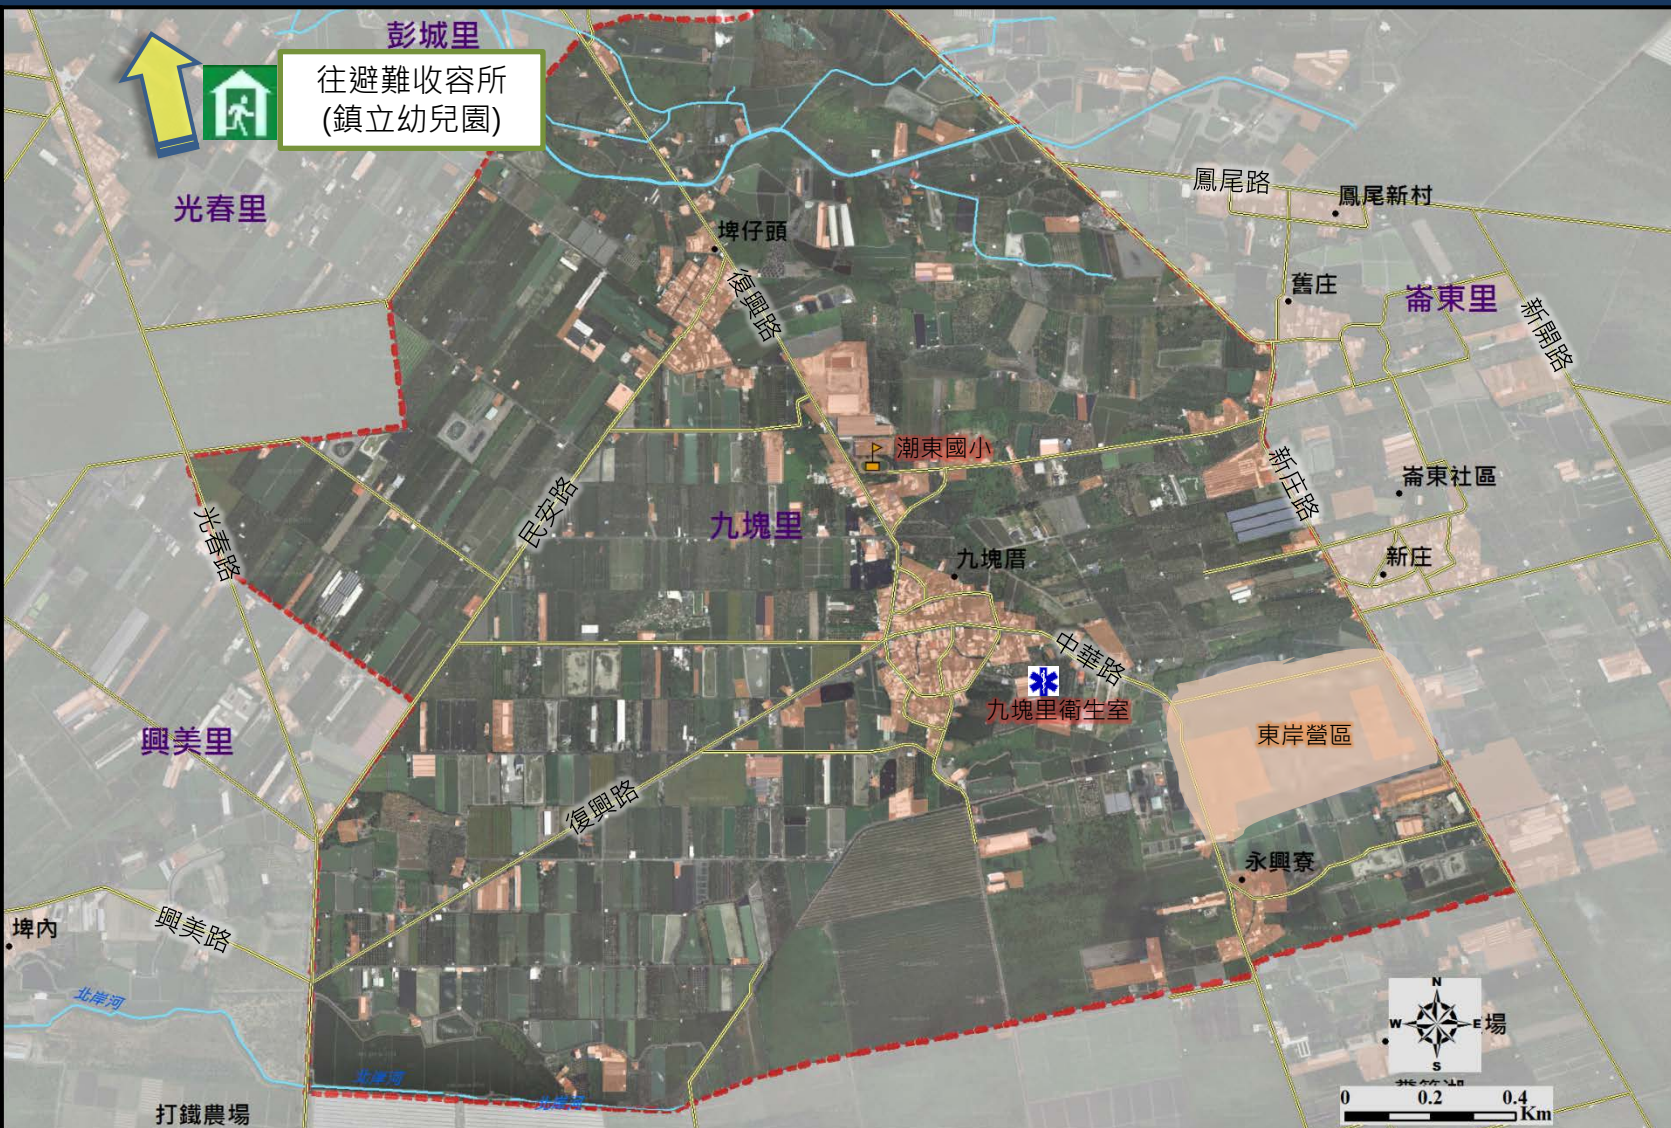 彭城里
往避難收容所
(鎮立幼兒園)
光春里
鳳尾路
鳳尾新村
埤仔頭
復興路
舊庄
崙東里
新開路
潮東國小
崙東社區
新庄路
民安路
九塊里
光春路
九塊厝
新庄
中華路
九塊里衛生室
興美里
東岸營區
復興路
永興寮
興美路
埤內
北岸河
N
W
E
場
S
北岸河
打鐵農場
0 0.2 0.4
Km